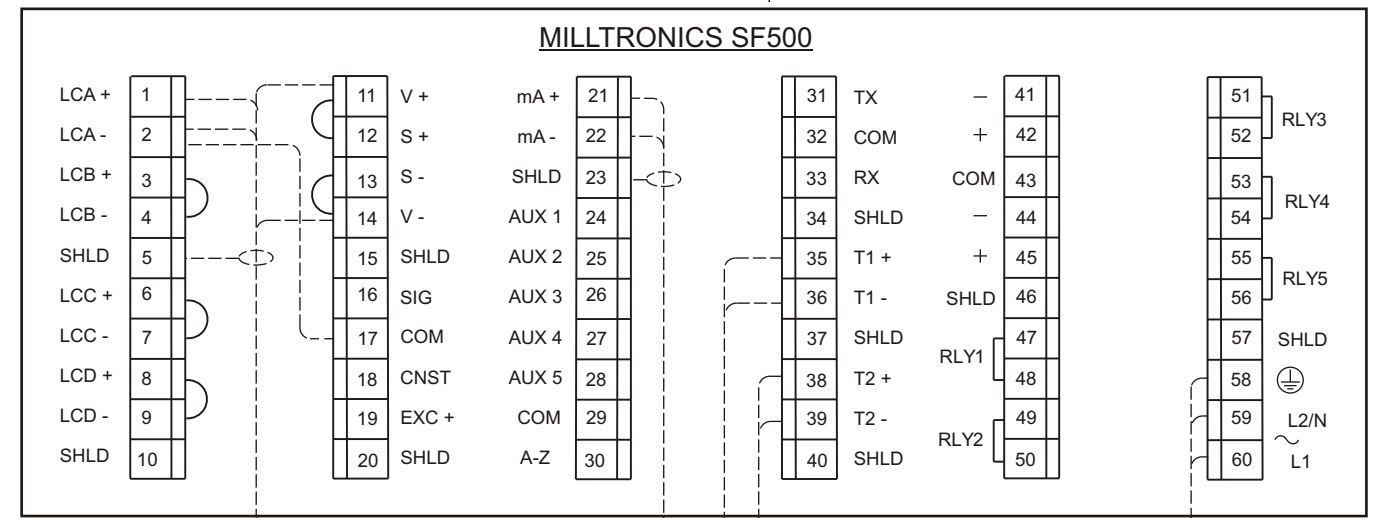 MILLTRONICS SF500
LCA + 1 11 V + mA + 21 31 TX − 41 51
RLY3
LCA - 2 12 S + mA - 22 32 COM + 42 52
LCB + 3 13 S - SHLD 23 33 RX COM 43 53
RLY4
LCB - 4 14 V - AUX 1 24 34 SHLD − 44 54
SHLD 5 15 SHLD AUX 2 25 35 T1 + + 45 55
RLY5
LCC + 6 16 SIG AUX 3 26 36 T1 - SHLD 46 56
LCC - 7 17 COM AUX 4 27 37 SHLD 47 57 SHLD
RLY1
LCD + 8 18 CNST AUX 5 28 38 T2 + 48 58
LCD - 9 19 EXC + COM 29 39 T2 - 49 59 L2/N
RLY2
SHLD 10 20 SHLD A-Z 30 40 SHLD 50 60 L1